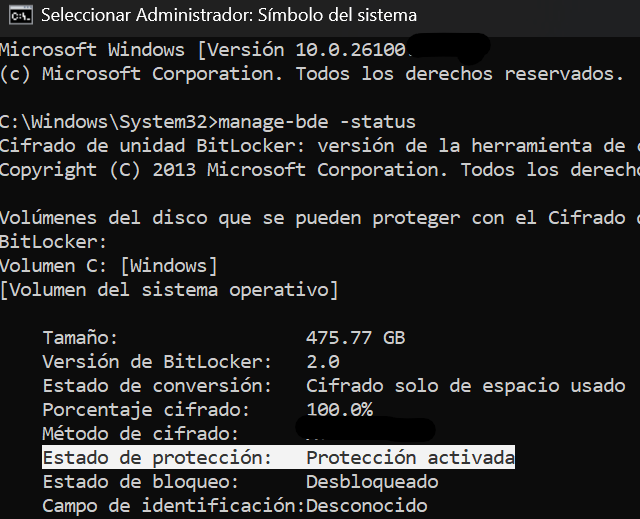 Seleccionar Administrador: Símbolo del sistema
Microsoft Windows [Versión 10.0.26100.
(c) Microsoft Corporation. Todos los derechos reservados.
C:\Windows\System32>manage-bde -status
Cifrado de unidad BitLocker: versión de la herramienta de
Copyright (C) 2013 Microsoft Corporation. Todos los derech
Volúmenes del disco que se pueden proteger con el Cifrado
BitLocker:
Volumen C: [Windows]
[Volumen del sistema operativo]
Tamaño: 475.77 GB
Versión de BitLocker: 2.0
Estado de conversión: Cifrado solo de espacio usado
Porcentaje cifrado: 100.0%
Método de cifrado:
Estado de protección: Protección activada
Estado de bloqueo: Desbloqueado
Campo de identificación:Desconocido